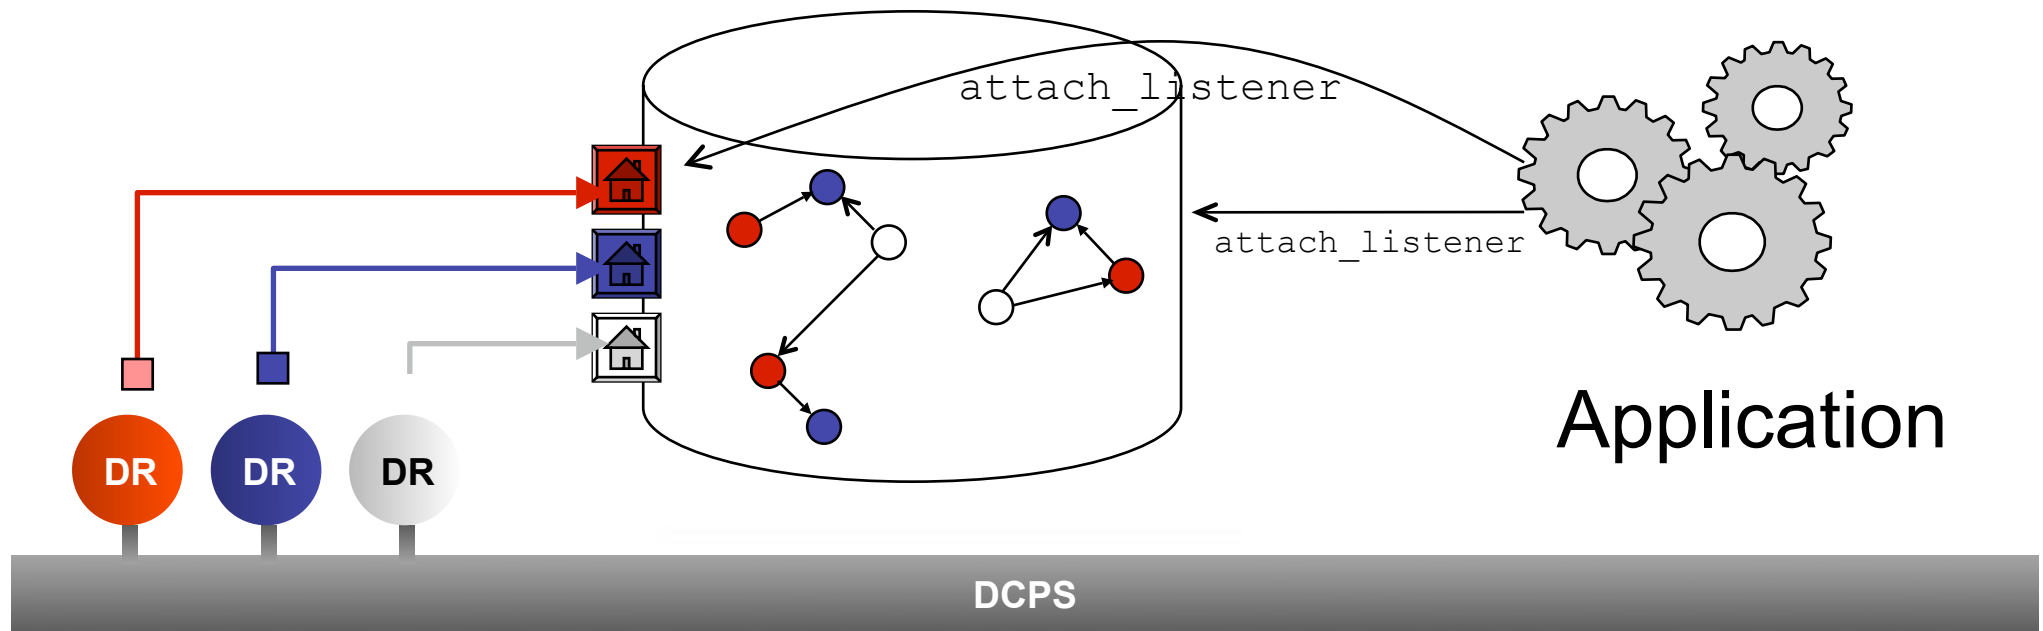 attach_listener
attach_listener
Application
DR DR DR
DCPS